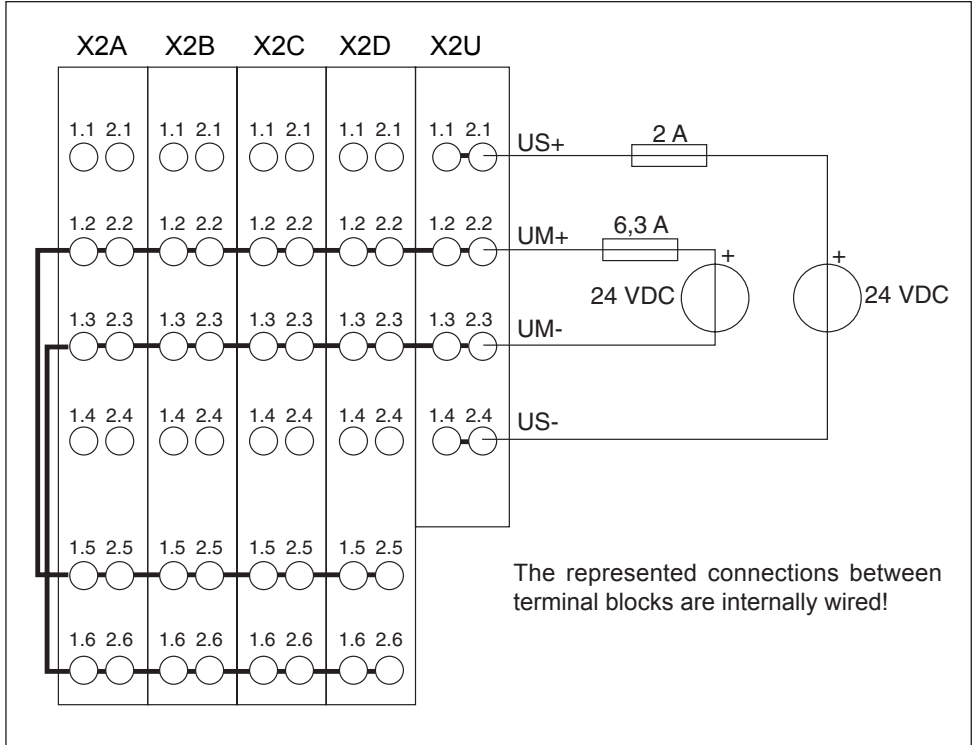 X2A X2B X2C X2D X2U
1.1 2.1 1.1 2.1 1.1 2.1 1.1 2.1 1.1 2.1
US+ 2 A
1.2 2.2 1.2 2.2 1.2 2.2 1.2 2.2 1.2 2.2
UM+ 6,3 A
+ +
24 VDC 24 VDC
1.3 2.3 1.3 2.3 1.3 2.3 1.3 2.3 1.3 2.3
UM-
1.4 2.4 1.4 2.4 1.4 2.4 1.4 2.4 1.4 2.4
US-
1.5 2.5 1.5 2.5 1.5 2.5 1.5 2.5
The represented connections between
terminal blocks are internally wired!
1.6 2.6 1.6 2.6 1.6 2.6 1.6 2.6